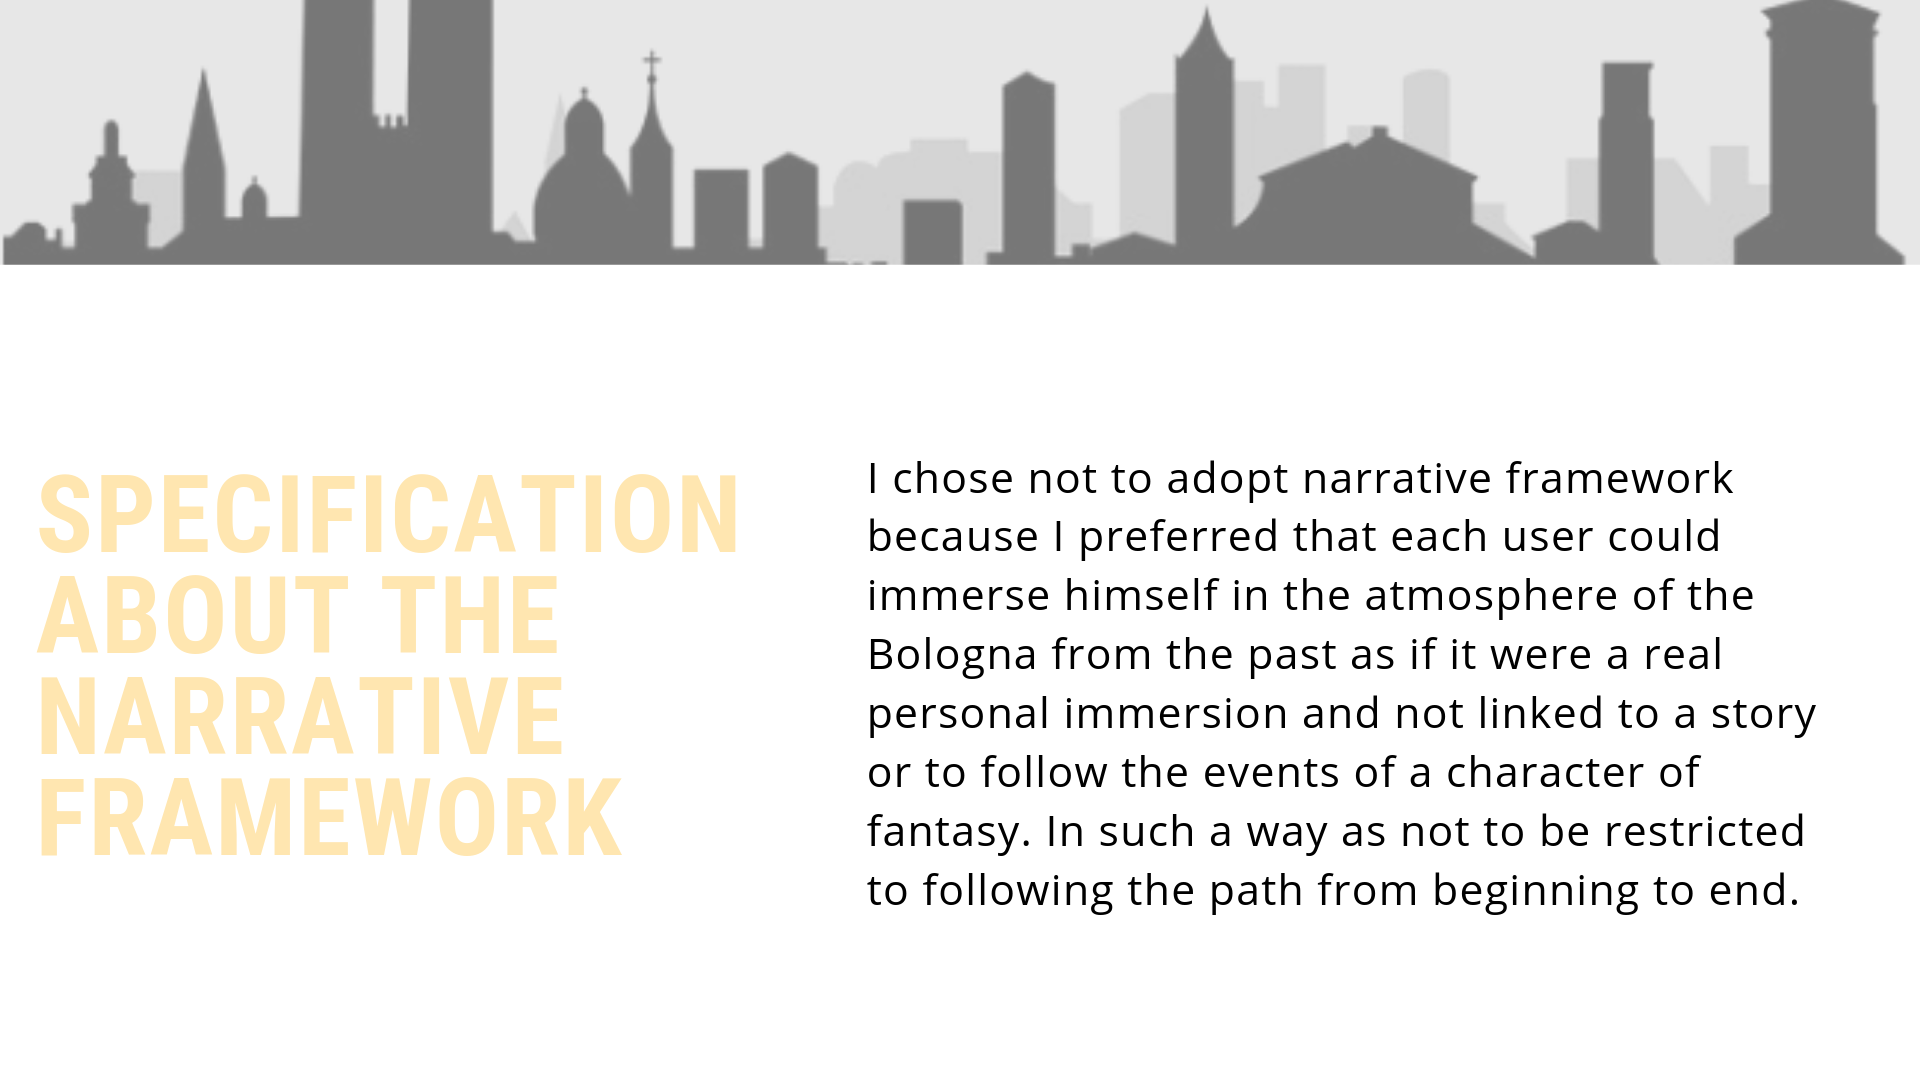 SPECIFICATION
ABOUT THE
NARRATIVE
FRAMEWORK
I chose not to adopt narrative framework
because I preferred that each user could
immerse himself in the atmosphere of the
Bologna from the past as if it were a real
personal immersion and not linked to a story
or to follow the events of a character of
fantasy. In such a way as not to be restricted
to following the path from beginning to end.